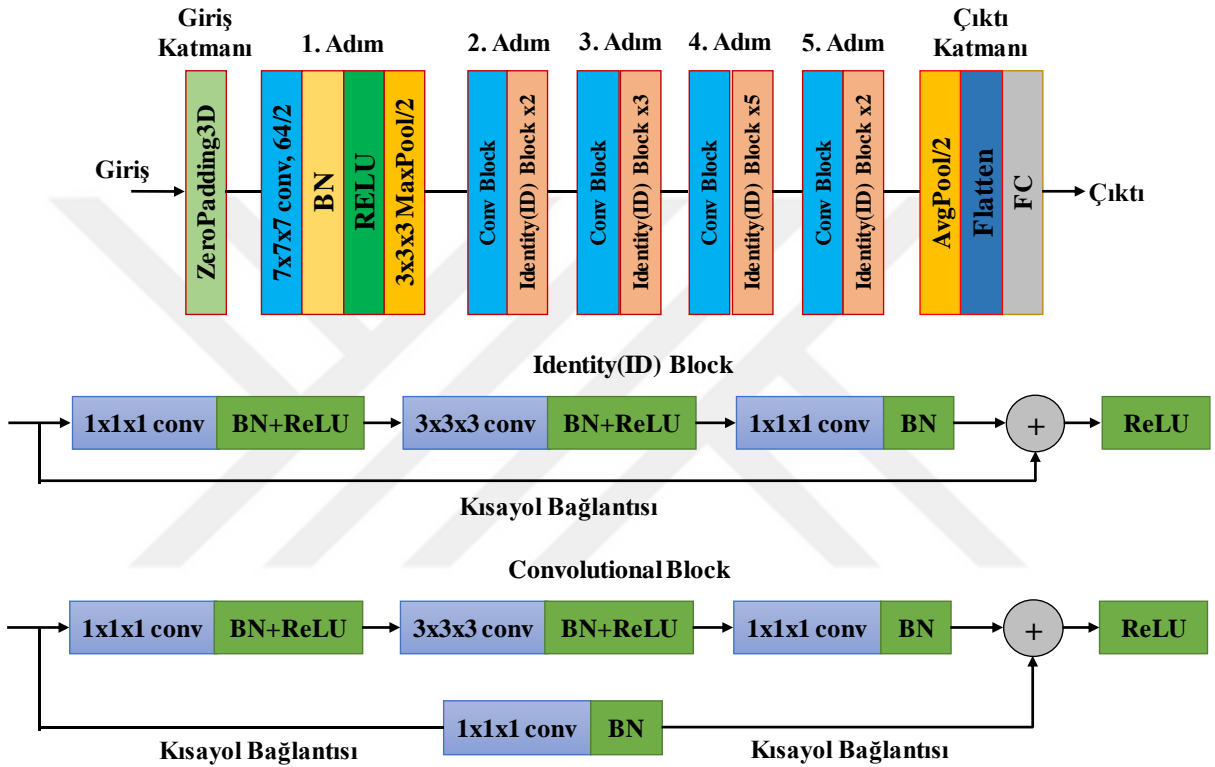 Giriş
Katmanı
1. Adım
2. Adım
3. Adım
4. Adım
5. Adım
Çıktı
Katmanı
Giriş
ZeroPadding3D
7x7x7 conv, 64/2
BN
RELU
3x3x3 MaxPool/2
Conv Block
Identity(ID) Block x2
Conv Block
Identity(ID) Block x3
Conv Block
Identity(ID) Block x5
Conv Block
Identity(ID) Block x2
AvgPool/2
Flatten
FC
Çıktı
Identity(ID) Block
1x1x1 conv
BN+ReLU
3x3x3 conv
BN+ReLU
1x1x1 conv
BN
+
ReLU
Kısayol Bağlantısı
Convolutional Block
1x1x1 conv
BN+ReLU
3x3x3 conv
BN+ReLU
1x1x1 conv
BN
+
ReLU
1x1x1 conv
BN
Kısayol Bağlantısı
Kısayol Bağlantısı